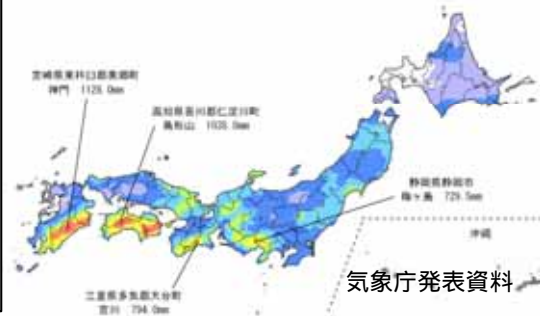 宮崎県東臼杵郡美郷町
神門 1128.0mm
高知県吾川郡仁淀川町
鳥形山
静岡県静岡市
梅ヶ島 729.5mm
沖縄
三重県多気郡大台町
宮川 794.0mm
気象庁発表資料